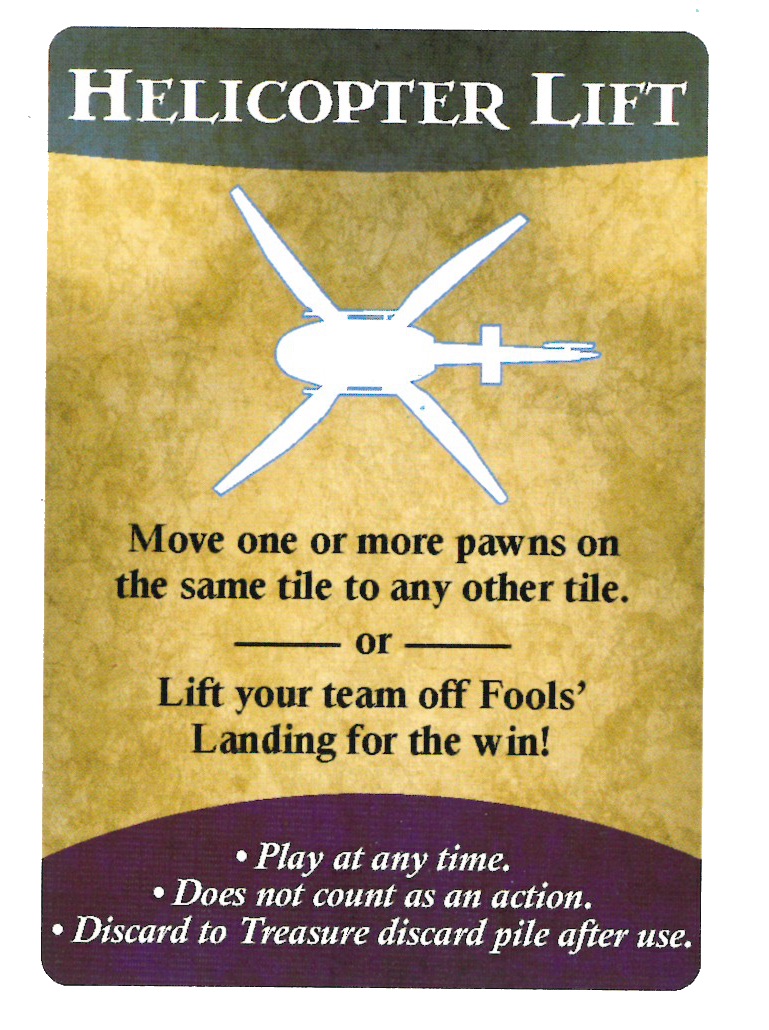 HELICOPTER LIFT
Move one or more pawns on
the same tile to any other tile.
or
Lift your team off Fools’
Landing for the win!
• Play at any time.
• Does not count as an action.
• Discard to Treasure discard pile after use.